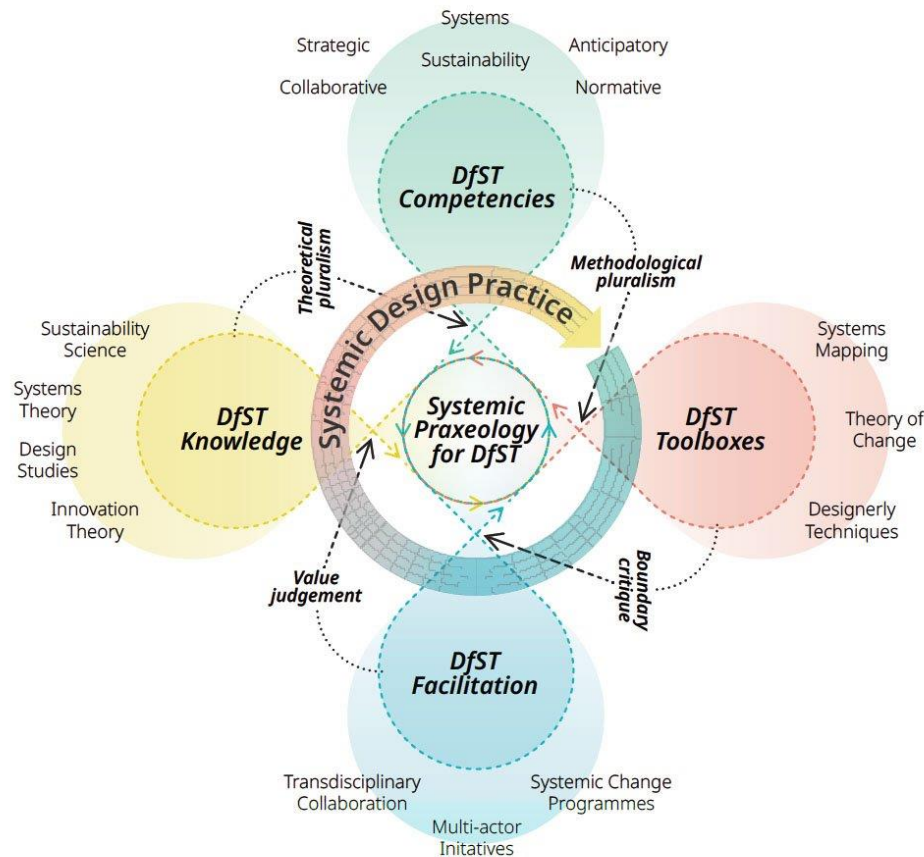 Systems
Strategic
Anticipatory
Sustainability
Collaborative
Normative
DfST
Competencies
Theoretical
pluralism
Methodological
pluralism
Systemic Design Practice
Sustainability
Science
Systems
Theory
Design
Studies
Innovation
Theory
DfST
Knowledge
Systemic
Praxeology
for DfST
DfST
Toolboxes
Systems
Mapping
Theory of
Change
Designerly
Techniques
Value
judgement
Boundary
critique
DfST
Facilitation
Transdisciplinary
Collaboration
Systemic Change
Programmes
Multi-actor
Initatives